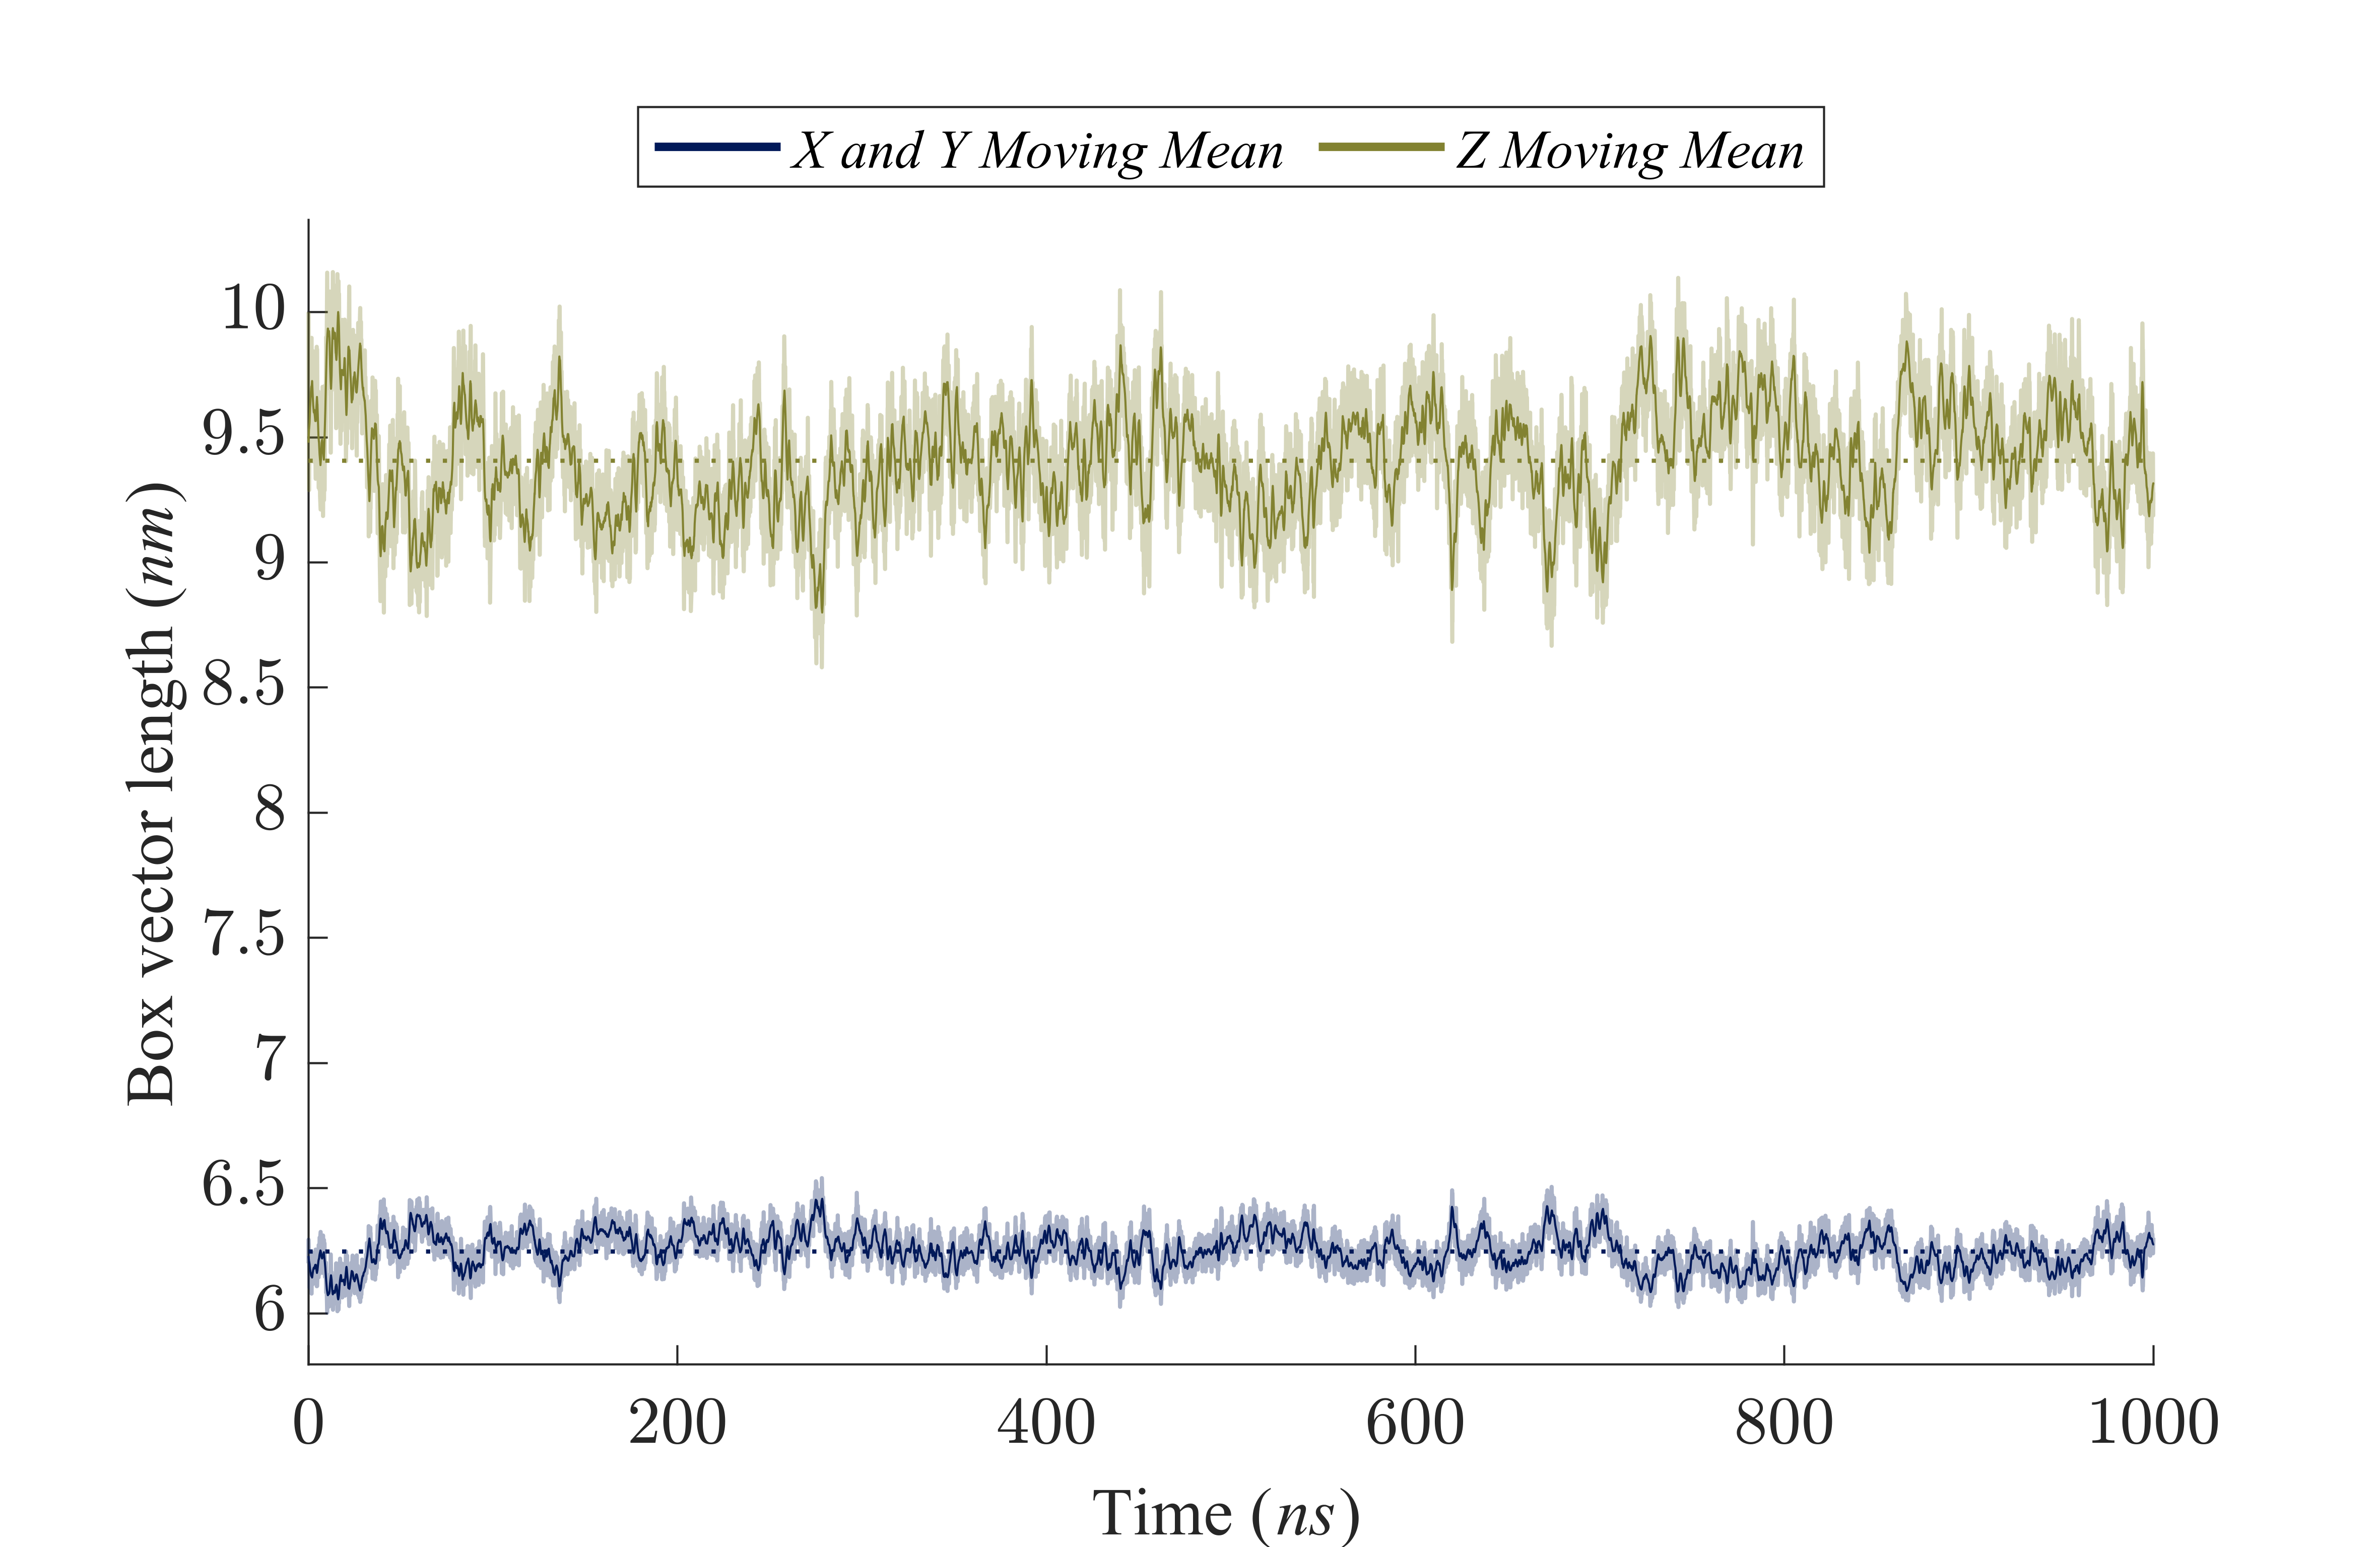 X and Y Moving Mean Z Moving Mean
Box vector length (nm)
10
9.5
9
8.5
8
7.5
7
6.5
6
0 200 400 600 800 1000
Time (ns)